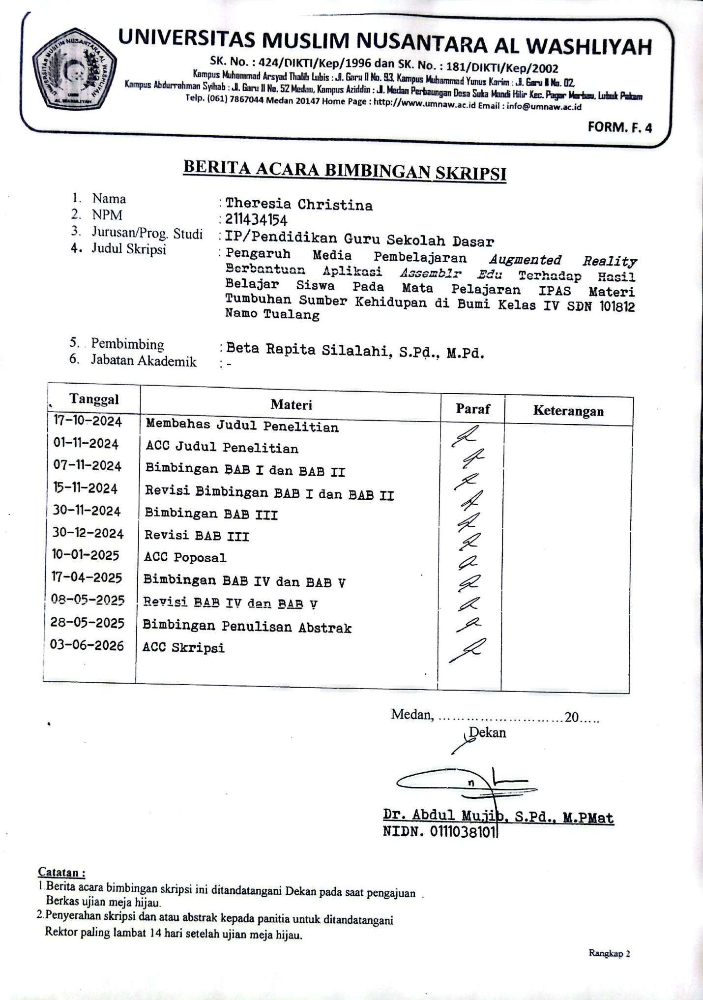 UNIVERSITAS MUSLIM NUSANTARA AL WASHLIYAH
UNIVERSITAS MUSLIM NUSANTARA AL WASHLIYAH
UMN
AL WASHLIYAH
SK. No. : 424/DIKTI/Kep/1996 dan SK. No. : 181/DIKTI/Kep/2002
Kampus Muhammad Arsyad Thalib Lubis : Jl. Garu II No. 93, Kampus Muhammad Yunus Karim : Jl. Garu II No. 02,
Kampus Abdurrahman Syihab : Jl. Garu II No. 52 Medan, Kampus Aziddin : Jl. Medan Perbaungan Desa Suka Mandi Hilir Kec. Pagar Merbau, Lubuk Pakam
Telp. (061) 7867044 Medan 20147 Home Page : http://www.umnaw.ac.id Email : info@umnaw.ac.id
FORM. F. 4
BERITA ACARA BIMBINGAN SKRIPSI
1. Nama : Theresia Christina
2. NPM : 211434154
3. Jurusan/Prog. Studi : IP/Pendidikan Guru Sekolah Dasar
4. Judul Skripsi : Pengaruh Media Pembelajaran Augmented Reality
Berbantuan Aplikasi Assemblr Edu Terhadap Hasil
Belajar Siswa Pada Mata Pelajaran IPAS Materi
Tumbuhan Sumber Kehidupan di Bumi Kelas IV SDN 101812
Namo Tualang
5. Pembimbing : Beta Rapita Silalahi, S.Pd., M.Pd.
6. Jabatan Akademik : -
Tanggal Materi Paraf Keterangan
17-10-2024 Membahas Judul Penelitian
01-11-2024 ACC Judul Penelitian
07-11-2024 Bimbingan BAB I dan BAB II
15-11-2024 Revisi Bimbingan BAB I dan BAB II
30-11-2024 Bimbingan BAB III
30-12-2024 Revisi BAB III
10-01-2025 ACC Poposal
17-04-2025 Bimbingan BAB IV dan BAB V
08-05-2025 Revisi BAB IV dan BAB V
28-05-2025 Bimbingan Penulisan Abstrak
03-06-2026 ACC Skripsi
Medan, ..............................20.....
Dekan
Dr. Abdul Mujib, S.Pd., M.PMat
NIDN. 0111038101
Catatan :
1.Berita acara bimbingan skripsi ini ditandatangani Dekan pada saat pengajuan .
Berkas ujian meja hijau.
2.Penyerahan skripsi dan atau abstrak kepada panitia untuk ditandatangani
Rektor paling lambat 14 hari setelah ujian meja hijau.
Rangkap 2